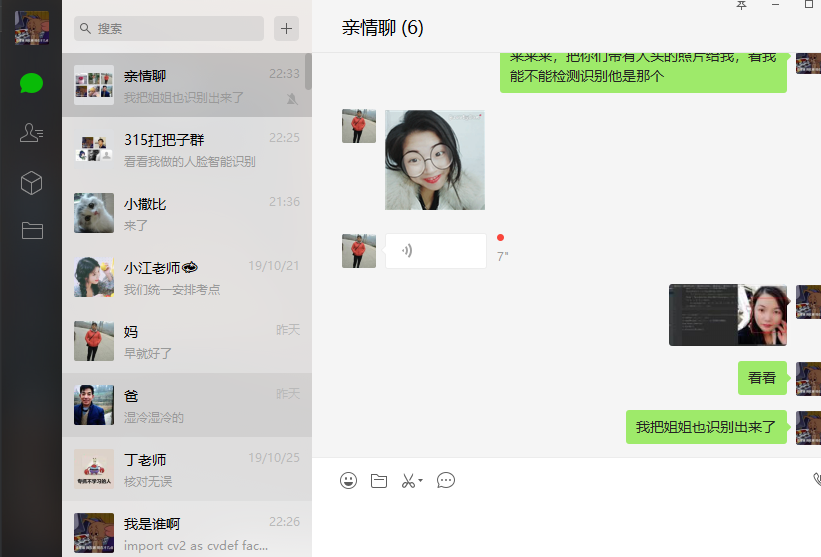 搜索
亲情聊
22:33
我把姐姐也识别出来了
315扛把子群
22:25
看看我做的人脸智能识别
小撒比
21:36
来了
小江老师
19/10/21
我们统一安排考点
妈
昨天
早就好了
爸
昨天
湿冷湿冷的
丁老师
19/10/25
核对无误
我是谁啊
22:26
import cv2 as cvdef fac...
亲情聊 (6)
来来来，把你们带有人头的照片给我，看我
能不能检测识别他是那个
7"
看看
我把姐姐也识别出来了